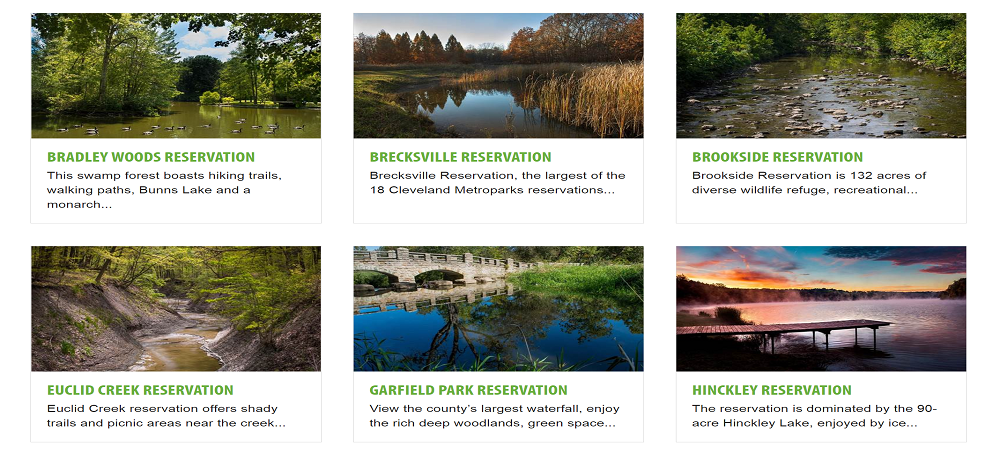 BRADLEY WOODS RESERVATION
This swamp forest boasts hiking trails,
walking paths, Bunns Lake and a
monarch...
BRECKSVILLE RESERVATION
Brecksville Reservation, the largest of the
18 Cleveland Metroparks reservations...
BROOKSIDE RESERVATION
Brookside Reservation is 132 acres of
diverse wildlife refuge, recreational...
EUCLID CREEK RESERVATION
Euclid Creek reservation offers shady
trails and picnic areas near the creek...
GARFIELD PARK RESERVATION
View the county’s largest waterfall, enjoy
the rich deep woodlands, green space...
HINCKLEY RESERVATION
The reservation is dominated by the 90-
acre Hinckley Lake, enjoyed by ice...